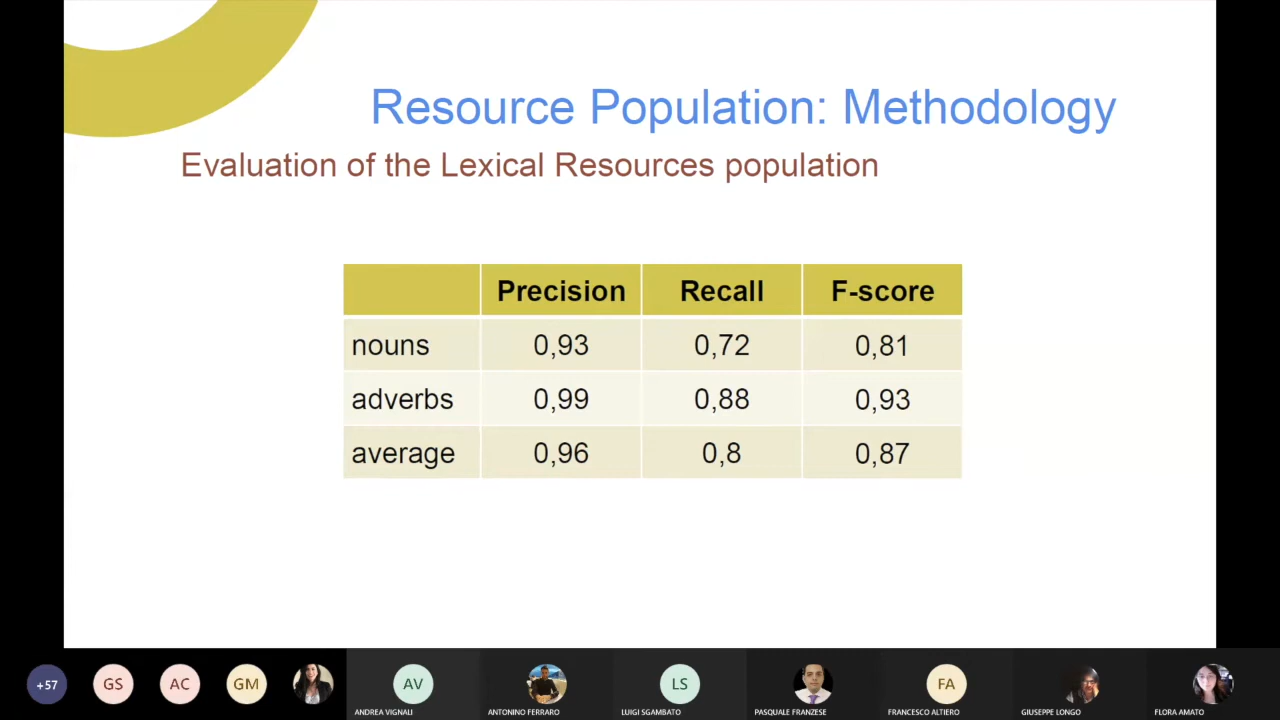 Resource Population: Methodology
Evaluation of the Lexical Resources population
Precision Recall F-score
nouns 0,93 0,72 0,81
adverbs 0,99 0,88 0,93
average 0,96 0,8 0,87
+57 GS AC GM AV LS FA
ANDREA VIGNALI ANTONINO FERRARO LUIGI SGAMBATO PASQUALE FRANZESE FRANCESCO ALTIERO GIUSEPPE LONGO FLORA AMATO